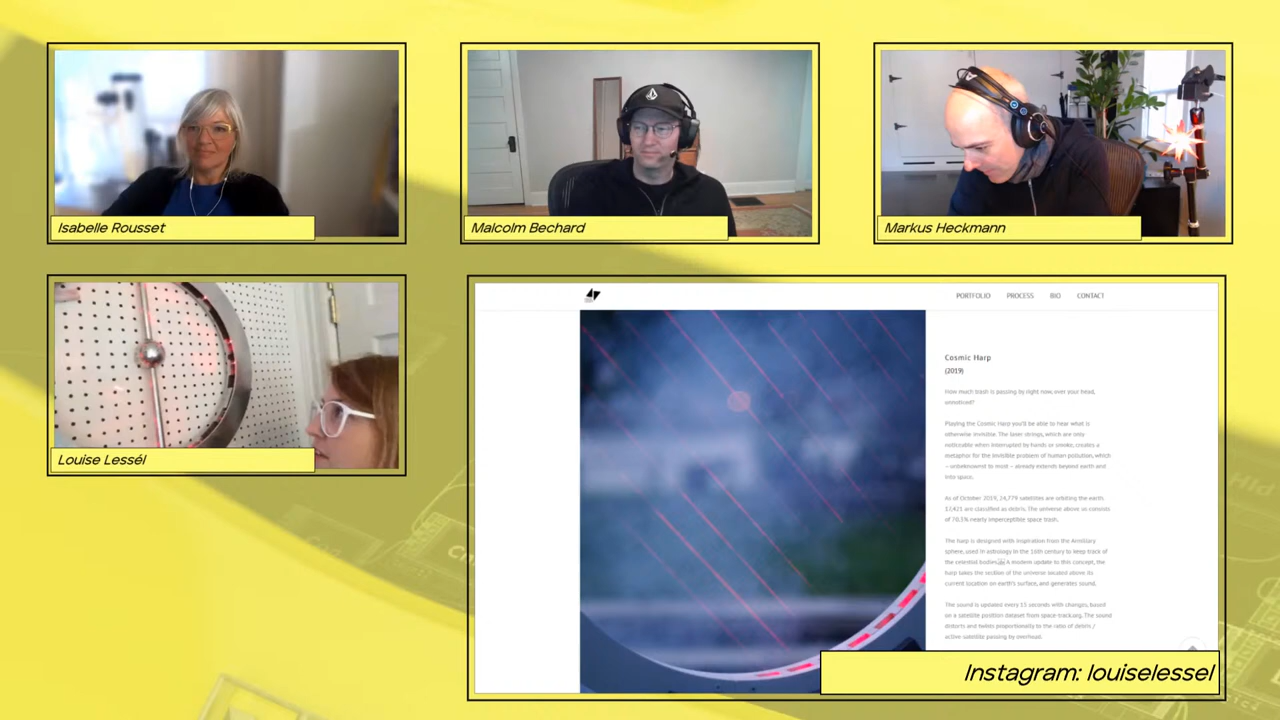 Isabelle Rousset
Malcolm Bechard
Markus Heckmann
Louise Lessél
PORTFOLIO PROCESS BIO CONTACT
Cosmic Harp
(2019)
How much trash is passing by right now, over your head,
unnoticed?
Playing the Cosmic Harp you'll be able to hear what is
otherwise invisible. The laser strings, which are only
noticeable when interrupted by hands or smoke, creates a
metaphor for the invisible problem of human pollution, which
– unbeknownst to most – already extends beyond earth and
into space.
As of October 2019, 24,779 satellites are orbiting the earth.
17,421 are classified as debris. The universe above us consists
of 70.3% nearly imperceptible space trash.
The harp is designed with inspiration from the Armillary
sphere, used in astrology in the 16th century to keep track of
the celestial bodies. A modern update to this concept, the
harp takes the section of the universe located above its
current location on earth's surface, and generates sound.
The sound is updated every 15 seconds with changes, based
on a satellite position dataset from space-track.org. The sound
distorts and twists proportionally to the ratio of debris /
active satellite passing by overhead.
Instagram: louiselessel